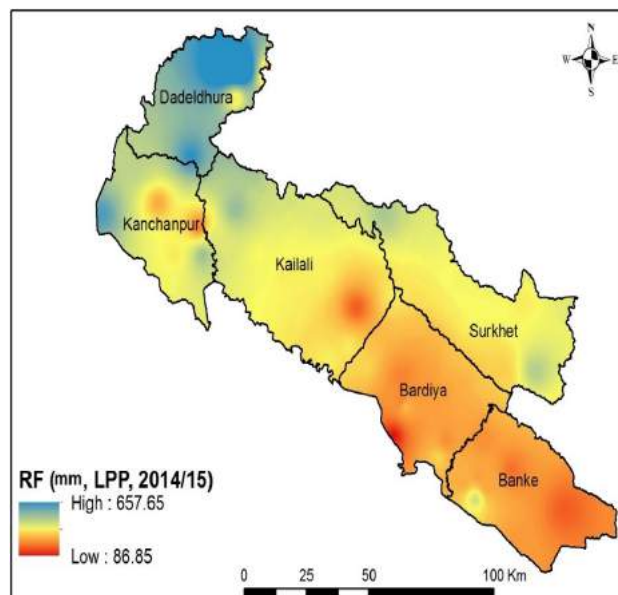 N
W E
S
Dadeldhura
Kanchanpur
Kailali
Surkhet
Bardiya
Banke
RF (mm, LPP, 2014/15)
High : 657.65
Low : 86.85
0 25 50 100 Km